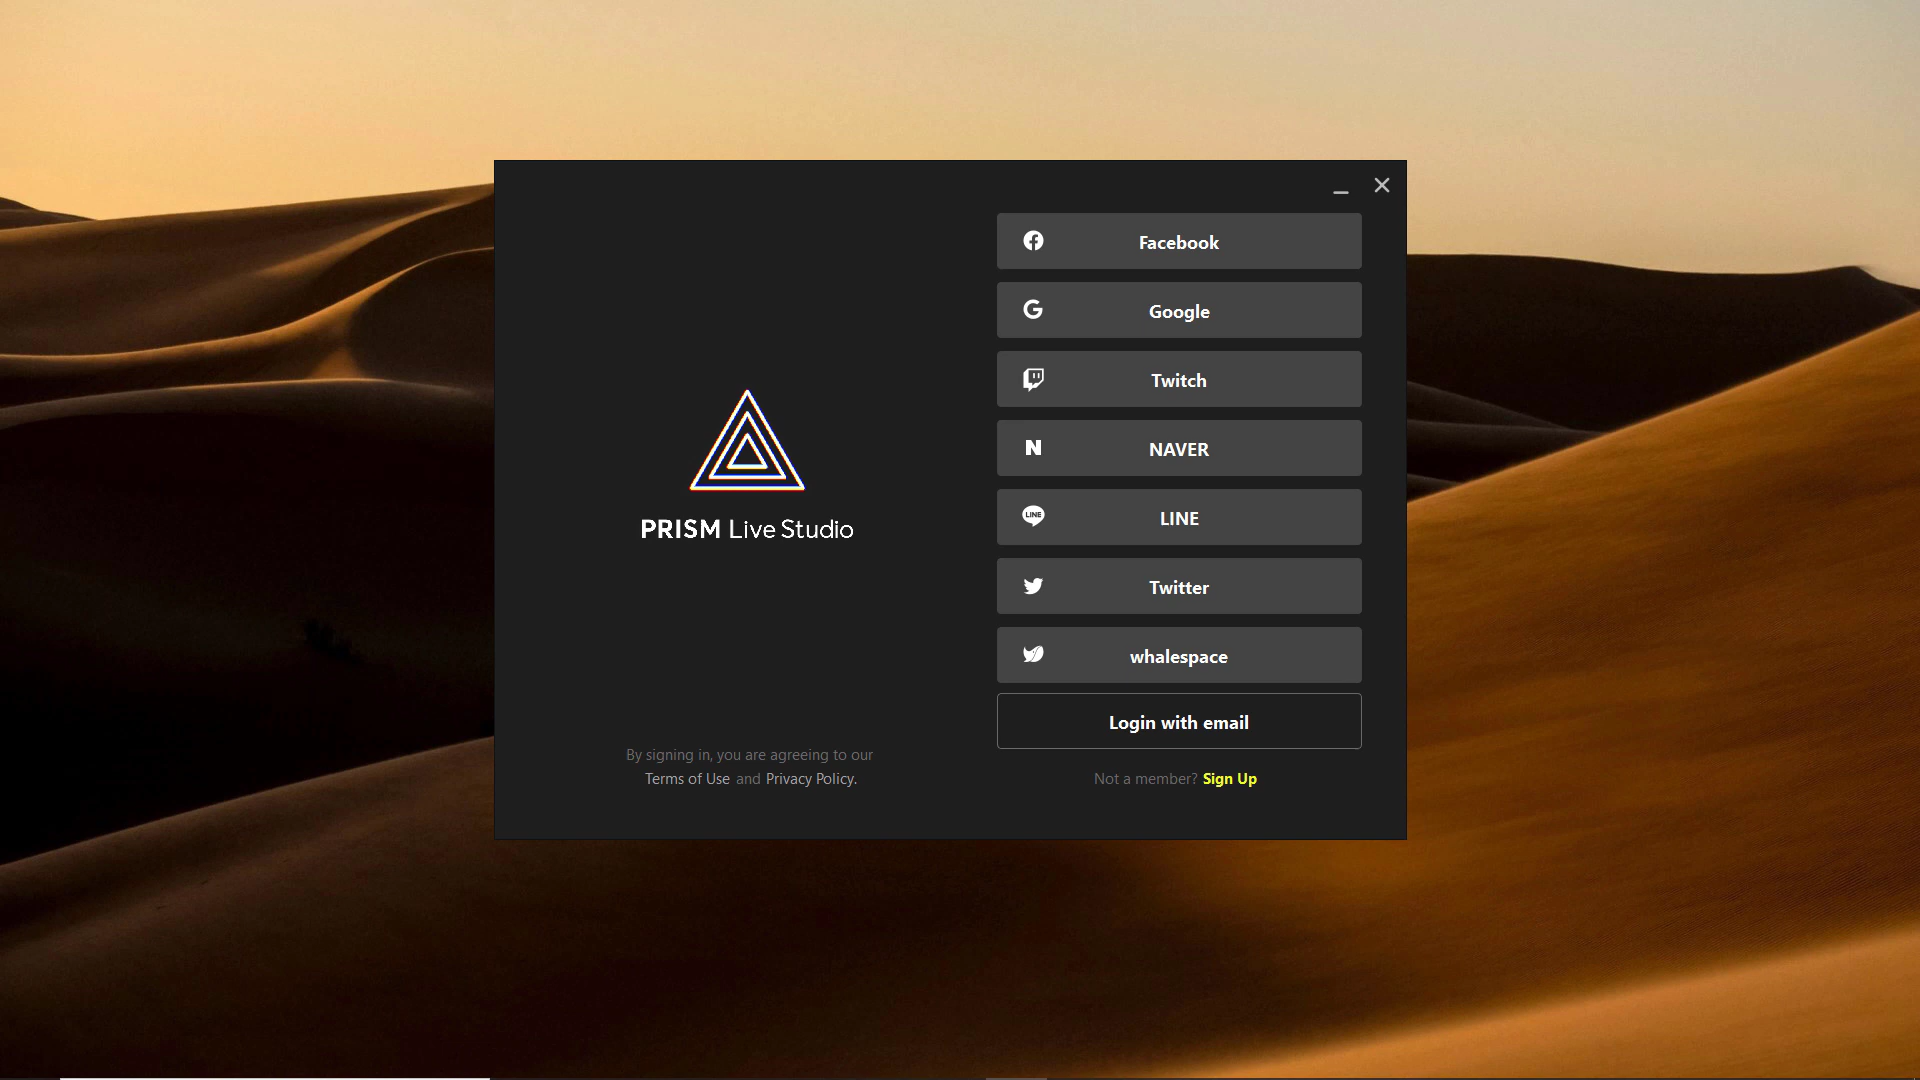 Facebook
Google
Twitch
N NAVER
LINE LINE
Twitter
whalespace
Login with email
Not a member? Sign Up
PRISM Live Studio
By signing in, you are agreeing to our
Terms of Use and Privacy Policy.